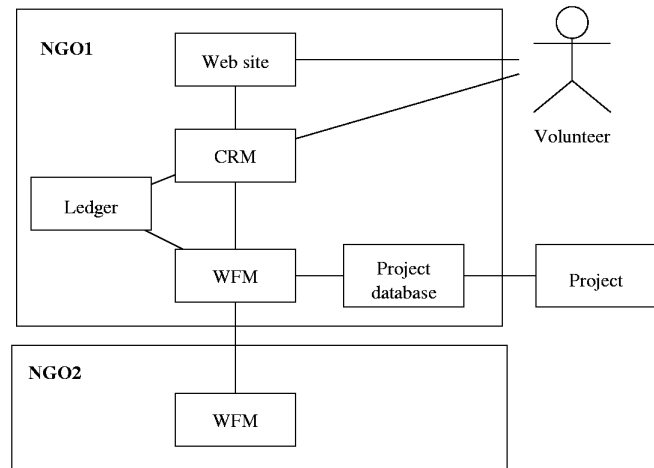 NGO1
Web site
Volunteer
CRM
Ledger
WFM
Project
database
Project
NGO2
WFM